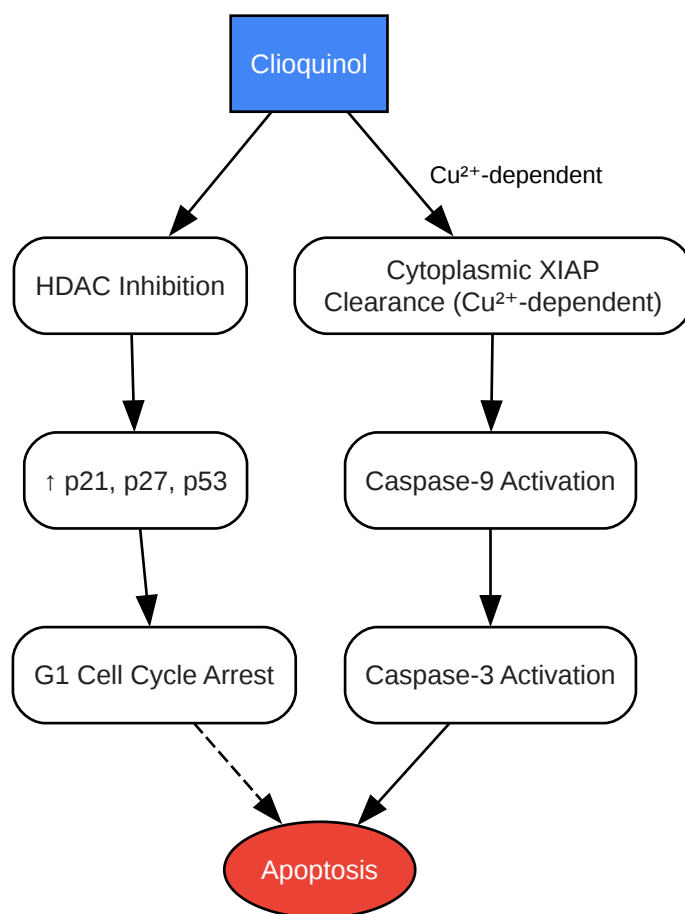 Clioquinol
Cu²⁺-dependent
HDAC Inhibition
Cytoplasmic XIAP
Clearance (Cu²⁺-dependent)
↑ p21, p27, p53
Caspase-9 Activation
G1 Cell Cycle Arrest
Caspase-3 Activation
Apoptosis